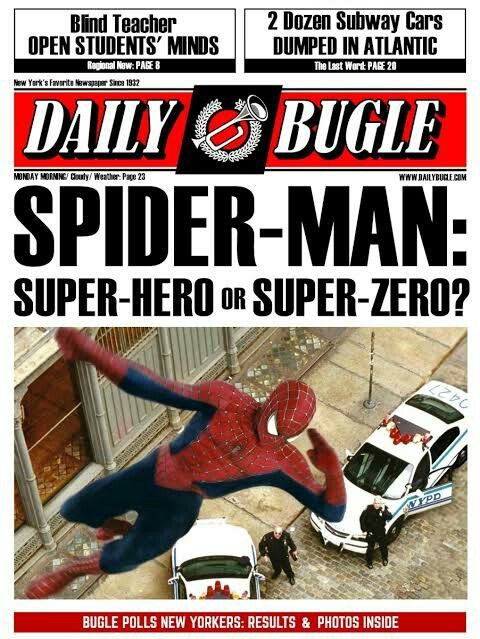 Blind Teacher
OPEN STUDENTS' MINDS
Regional New: PAGE 8
2 Dozen Subway Cars
DUMPED IN ATLANTIC
The Last Word: PAGE 20
New York's Favorite Newspaper Since 1932
DAILY BUGLE
MONDAY MORNING/ Cloudy/ Weather: Page 23
WWW.DAILYBUGLE.COM
SPIDER-MAN:
SUPER-HERO OR SUPER-ZERO?
0427
NYPD
BUGLE POLLS NEW YORKERS: RESULTS & PHOTOS INSIDE